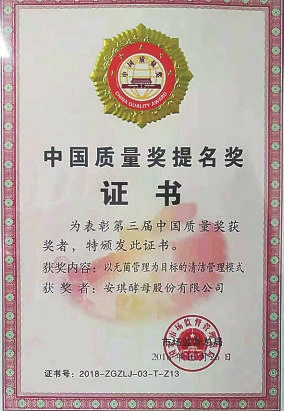 中国质量奖
CHINA QUALITY AWARD
中国质量奖提名奖
证书
为表彰第三届中国质量奖获
奖者，特颁发此证书。
获奖内容：以无菌管理为目标的清洁管理模式
获奖者：安琪酵母股份有限公司
证书号：2018-ZGZLJ-03-T-Z13